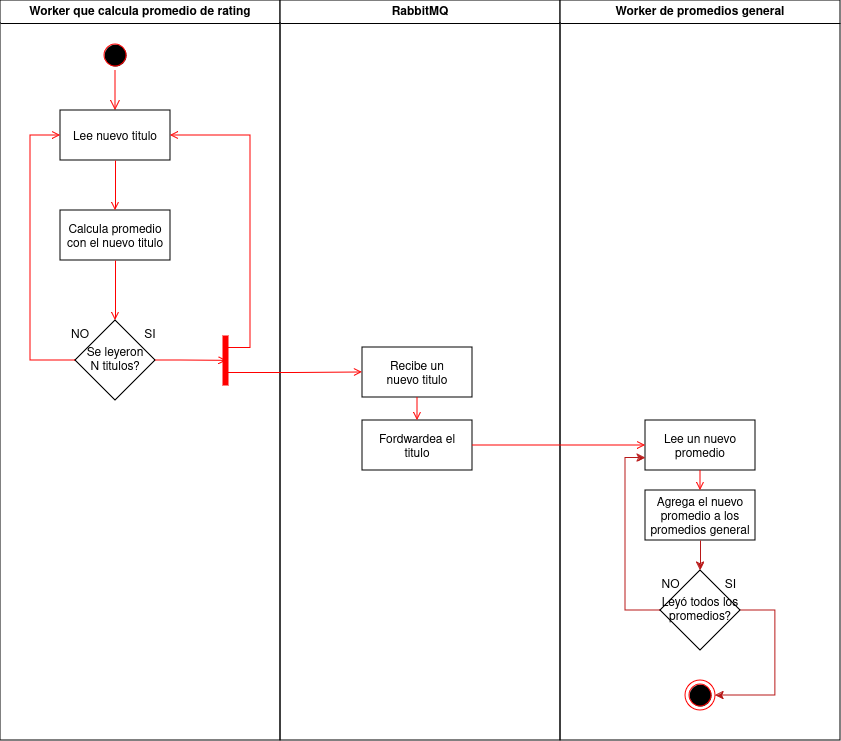 Worker que calcula promedio de rating
RabbitMQ
Worker de promedios general
Lee nuevo titulo
Calcula promedio
con el nuevo titulo
NO
SI
Se leyeron
N titulos?
Recibe un
nuevo titulo
Fordwardea el
titulo
Lee un nuevo
promedio
Agrega el nuevo
promedio a los
promedios general
NO
SI
Leyó todos los
promedios?